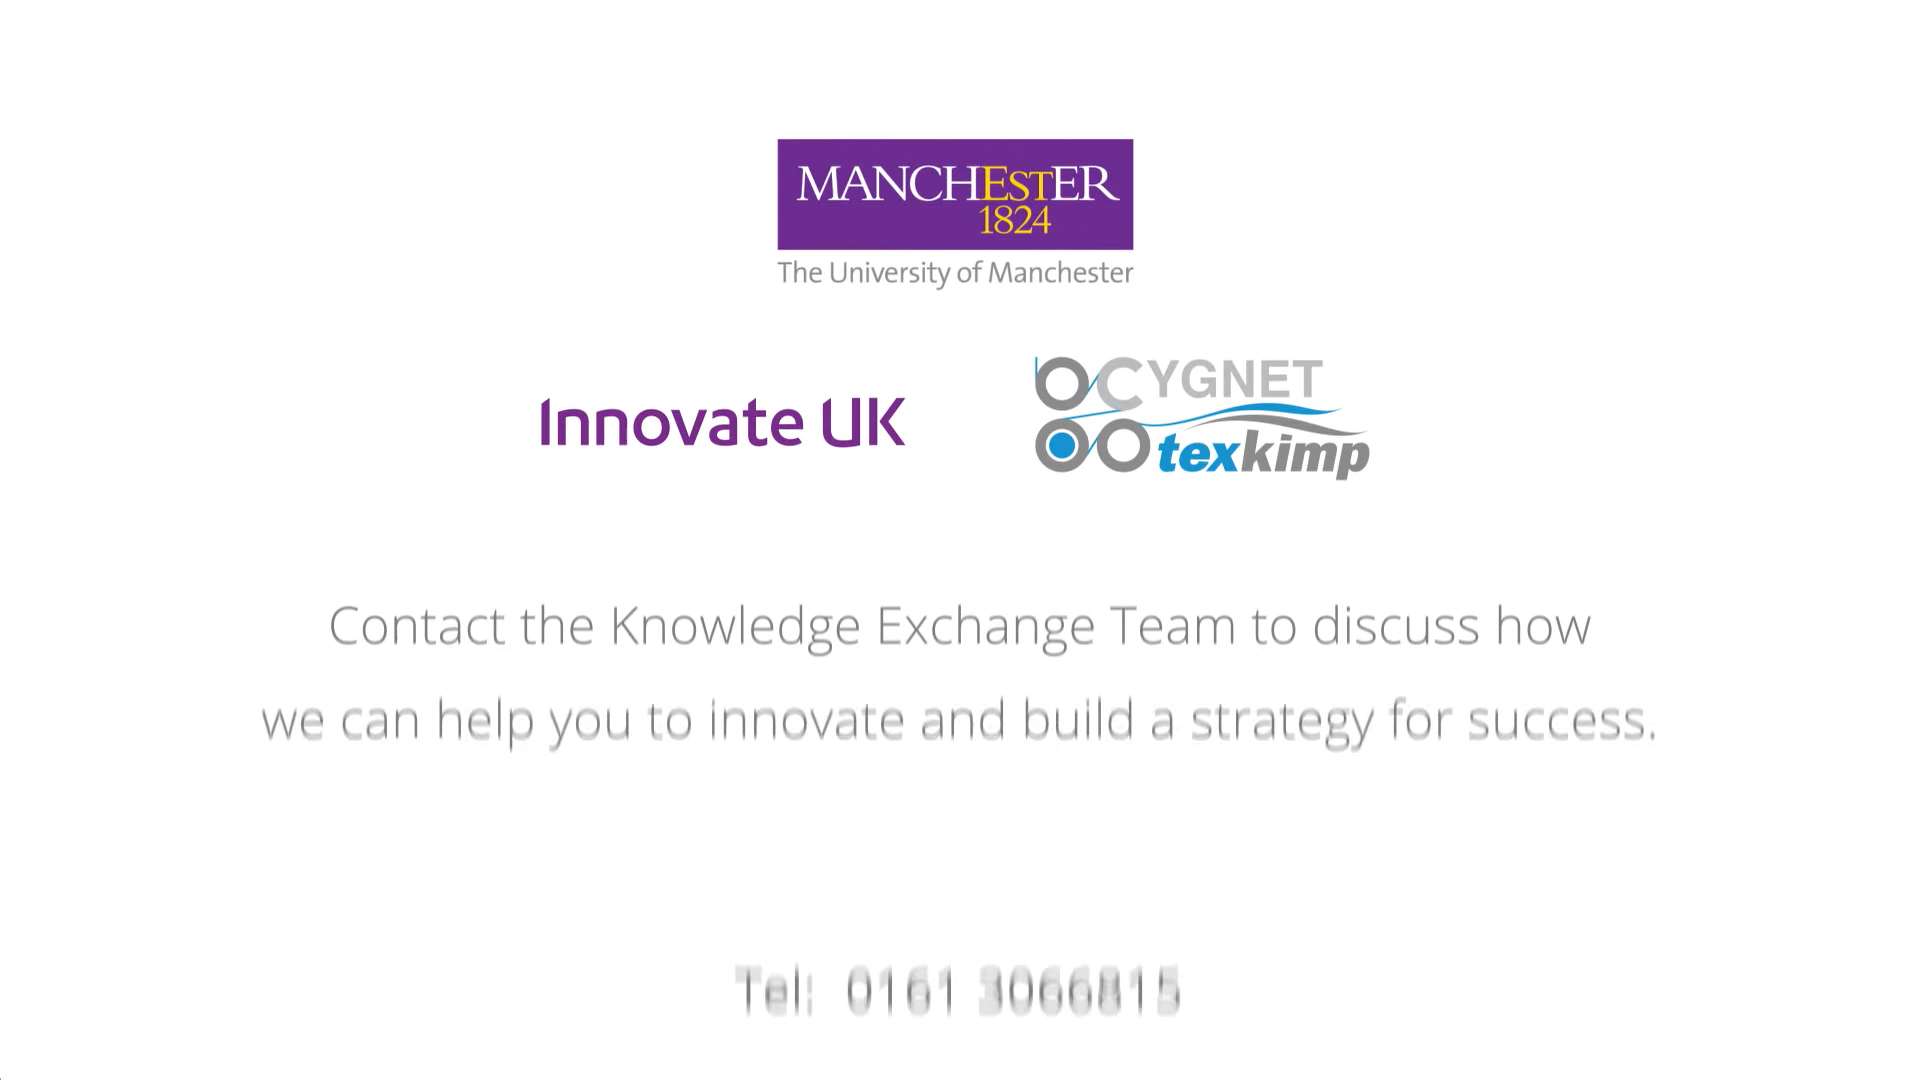 MANCHESTER
1824
The University of Manchester
Innovate UK
CYGNET
texkimp
Contact the Knowledge Exchange Team to discuss how
we can help you to innovate and build a strategy for success.
Tel: 0161 3066815